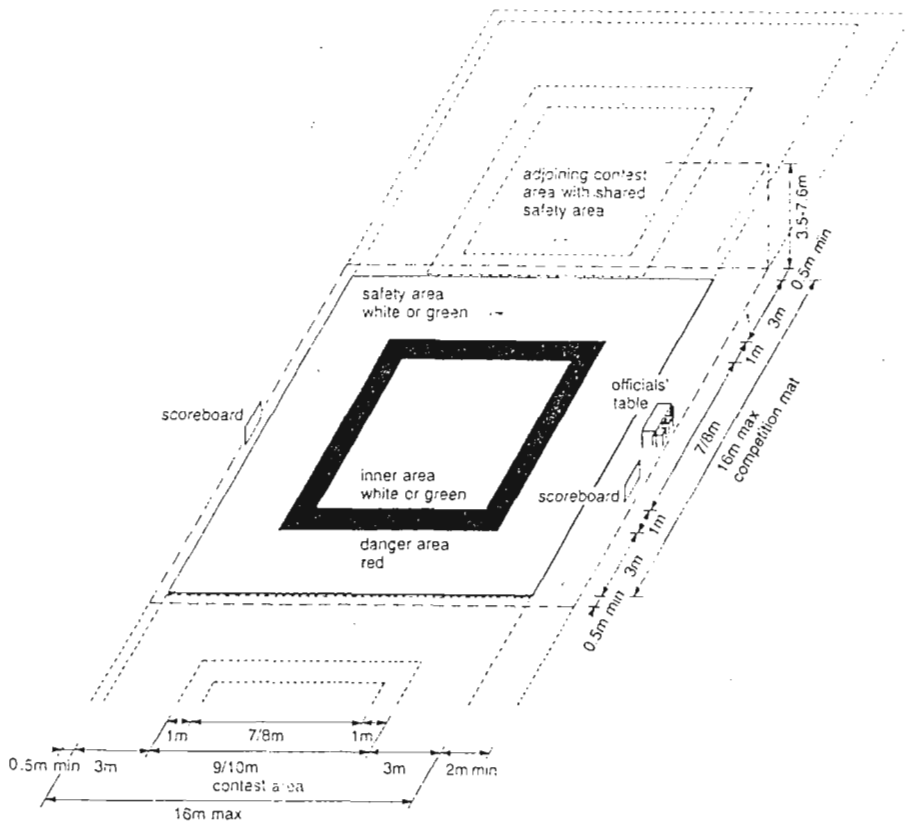 adjoining contest
area with shared
safety area
3.5-7.6m
0.5m min
safety area
white or green
3m
1m
officials'
table
scoreboard
7/8m
16m max
competition mat
inner area
white or green
scoreboard
1m
danger area
red
3m
0.5m min
1m 7/8m 1m
0.5m min 3m 9/10m 3m 2m min
contest area
16m max